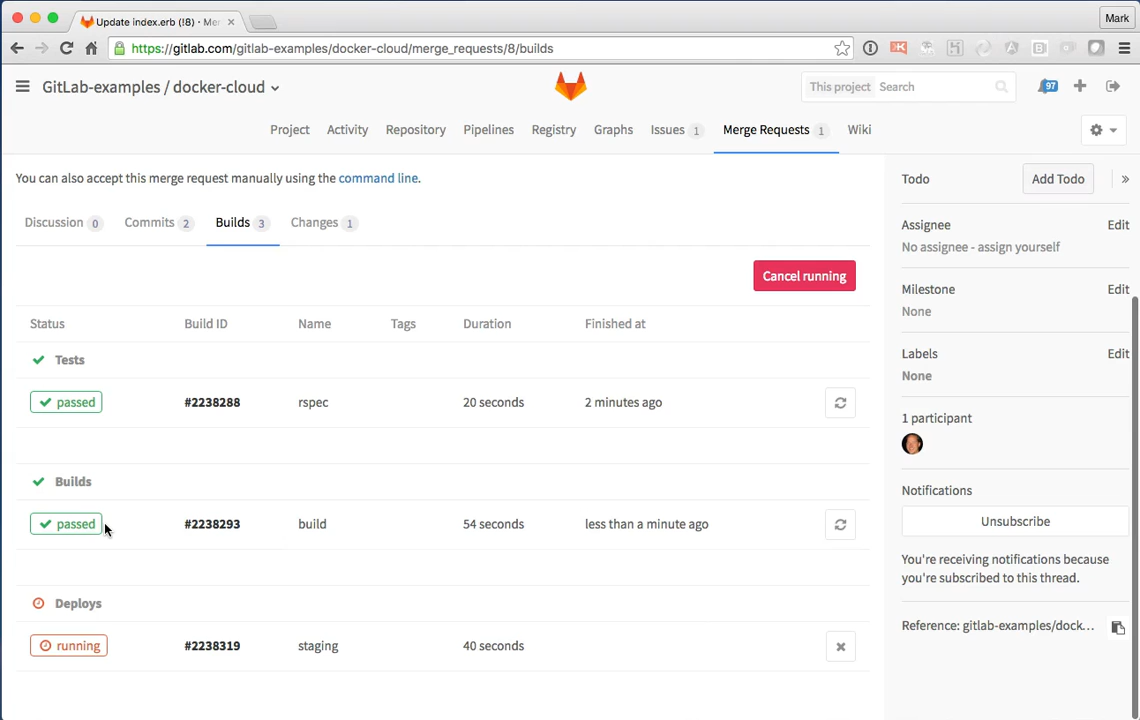 Update index.erb (!8) · Mer
Mark
https://gitlab.com/gitlab-examples/docker-cloud/merge_requests/8/builds
GitLab-examples / docker-cloud
This project Search
97
Project Activity Repository Pipelines Registry Graphs Issues 1 Merge Requests 1 Wiki
You can also accept this merge request manually using the command line.
Discussion 0 Commits 2 Builds 3 Changes 1
Cancel running
Status Build ID Name Tags Duration Finished at
Tests
passed #2238288 rspec 20 seconds 2 minutes ago
Builds
passed #2238293 build 54 seconds less than a minute ago
Deploys
running #2238319 staging 40 seconds
Todo Add Todo »
Assignee Edit
No assignee - assign yourself
Milestone Edit
None
Labels Edit
None
1 participant
Notifications
Unsubscribe
You're receiving notifications because
you're subscribed to this thread.
Reference: gitlab-examples/dock...